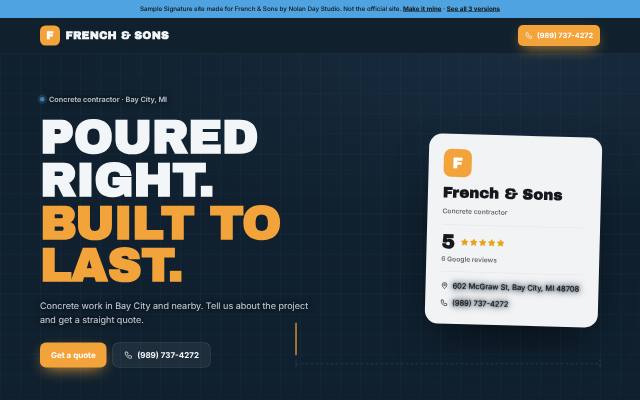 Sample Signature site made for French & Sons by Nolan Day Studio. Not the official site. Make it mine · See all 3 versions
F FRENCH & SONS
(989) 737-4272
Concrete contractor · Bay City, MI
POURED
RIGHT.
BUILT TO
LAST.
Concrete work in Bay City and nearby. Tell us about the project
and get a straight quote.
Get a quote
(989) 737-4272
F
French & Sons
Concrete contractor
5
6 Google reviews
602 McGraw St, Bay City, MI 48708
(989) 737-4272